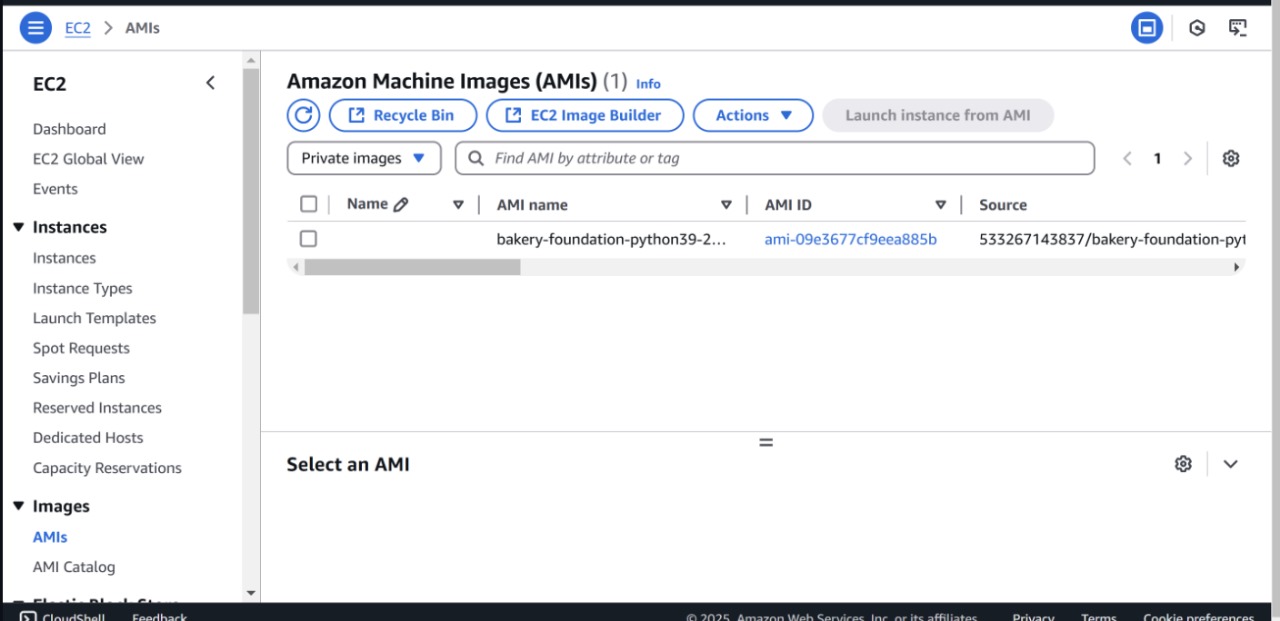 EC2 > AMIs
EC2
Dashboard
EC2 Global View
Events
Instances
Instances
Instance Types
Launch Templates
Spot Requests
Savings Plans
Reserved Instances
Dedicated Hosts
Capacity Reservations
Images
AMIs
AMI Catalog
Elastic Block Store
Amazon Machine Images (AMIs) (1) Info
Recycle Bin EC2 Image Builder Actions Launch instance from AMI
Private images Find AMI by attribute or tag 1
Name AMI name AMI ID Source
bakery-foundation-python39-2... ami-09e3677cf9eea885b 533267143837/bakery-foundation-pyt
Select an AMI
CloudShell Feedback © 2025, Amazon Web Services, Inc. or its affiliates. Privacy Terms Cookie preferences